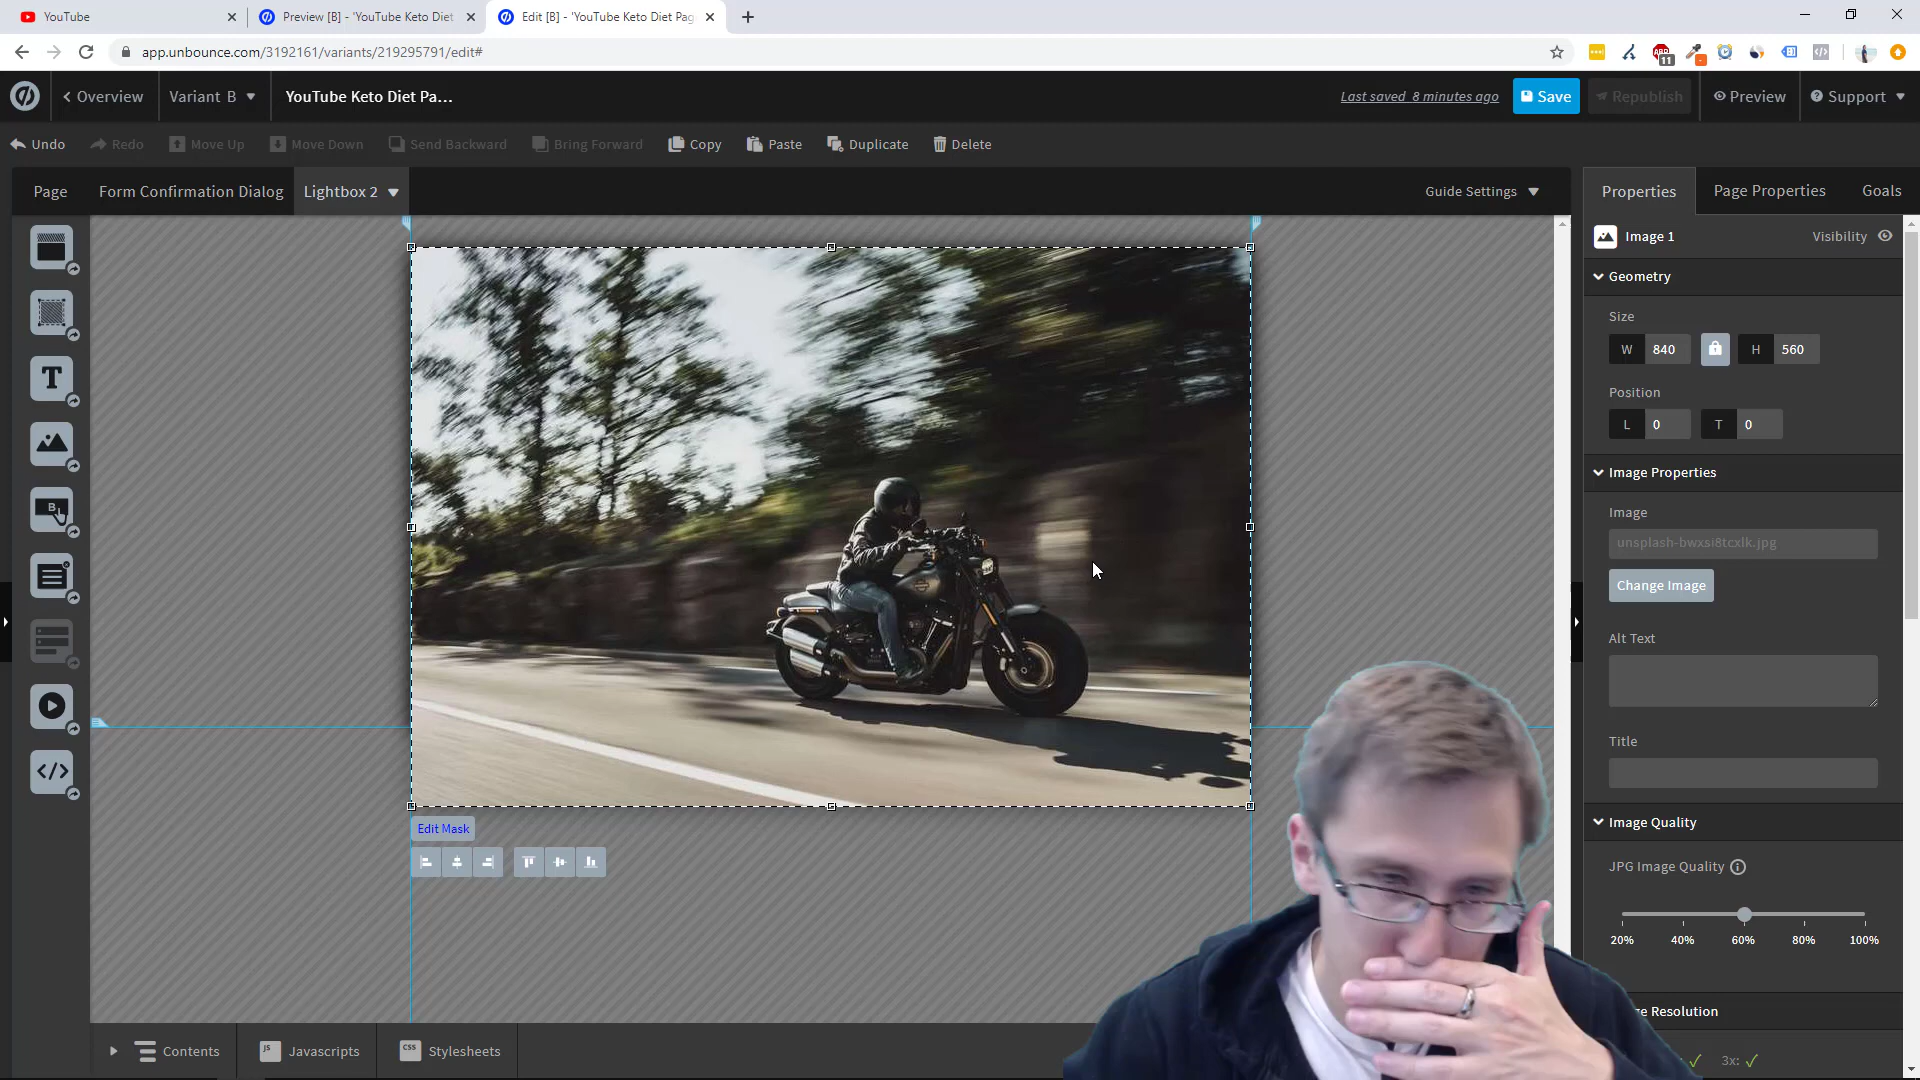 YouTube
Preview [B] - 'YouTube Keto Diet
Edit [B] - 'YouTube Keto Diet Pag
app.unbounce.com/3192161/variants/219295791/edit#
ABP
11
Overview
Variant B
YouTube Keto Diet Pa...
Last saved 8 minutes ago
Save
Republish
Preview
Support
Undo
Redo
Move Up
Move Down
Send Backward
Bring Forward
Copy
Paste
Duplicate
Delete
Page
Form Confirmation Dialog
Lightbox 2
Guide Settings
Properties
Page Properties
Goals
Image 1
Visibility
Geometry
Size
W 840
H 560
Position
L 0
T 0
Image Properties
Image
unsplash-bwxsi8tcxlk.jpg
Change Image
Alt Text
Title
Image Quality
JPG Image Quality
20% 40% 60% 80% 100%
Resolution
3x:
T
B
Edit Mask
Contents
JS Javascripts
CSS Stylesheets